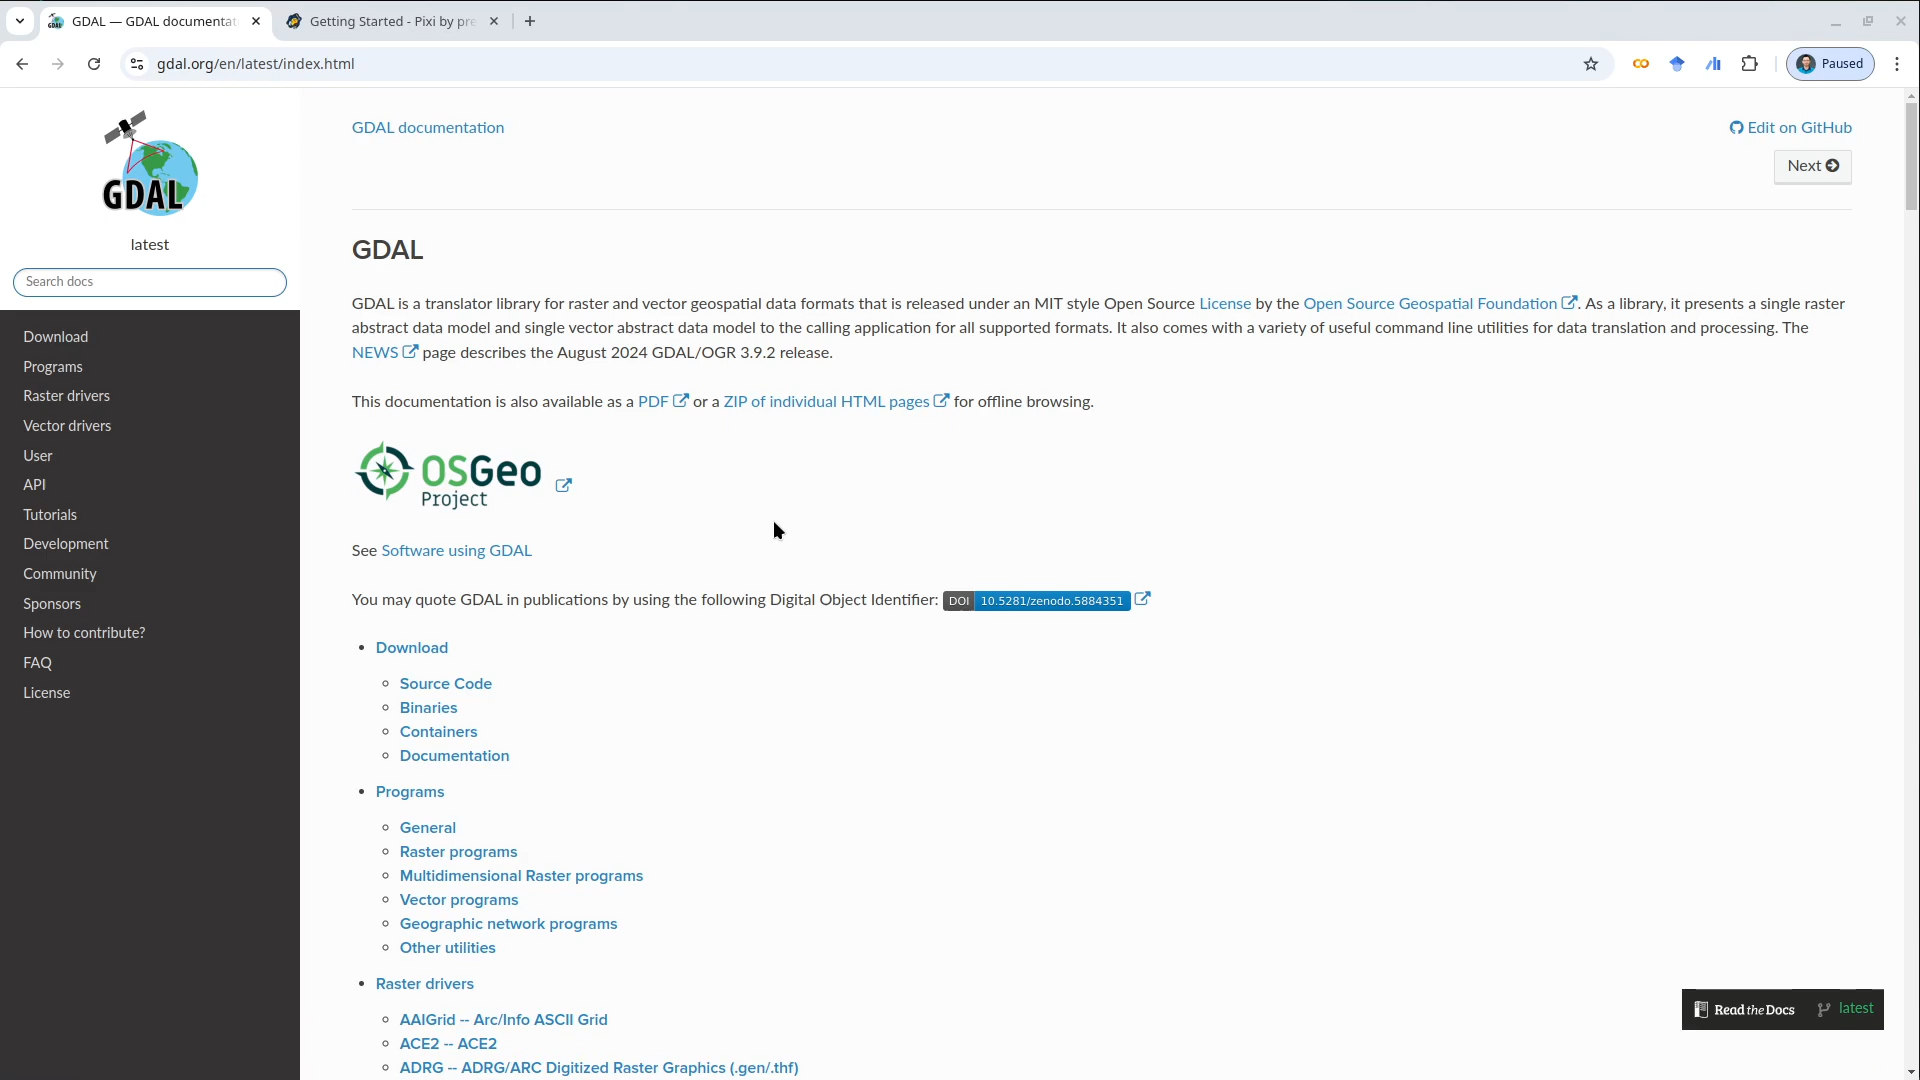 GDAL — GDAL documentat
Getting Started - Pixi by pre
gdal.org/en/latest/index.html
Paused
GDAL
latest
Search docs
Download
Programs
Raster drivers
Vector drivers
User
API
Tutorials
Development
Community
Sponsors
How to contribute?
FAQ
License
GDAL documentation
Edit on GitHub
Next
GDAL
GDAL is a translator library for raster and vector geospatial data formats that is released under an MIT style Open Source License by the Open Source Geospatial Foundation. As a library, it presents a single raster
abstract data model and single vector abstract data model to the calling application for all supported formats. It also comes with a variety of useful command line utilities for data translation and processing. The
NEWS page describes the August 2024 GDAL/OGR 3.9.2 release.
This documentation is also available as a PDF or a ZIP of individual HTML pages for offline browsing.
OSGeo
Project
See Software using GDAL
You may quote GDAL in publications by using the following Digital Object Identifier: DOI 10.5281/zenodo.5884351
• Download
◦ Source Code
◦ Binaries
◦ Containers
◦ Documentation
• Programs
◦ General
◦ Raster programs
◦ Multidimensional Raster programs
◦ Vector programs
◦ Geographic network programs
◦ Other utilities
• Raster drivers
◦ AAIGrid -- Arc/Info ASCII Grid
◦ ACE2 -- ACE2
◦ ADRG -- ADRG/ARC Digitized Raster Graphics (.gen/.thf)
Read the Docs
latest